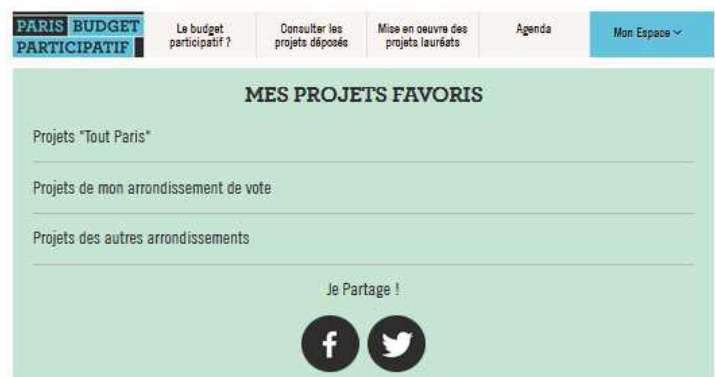 PARIS BUDGET
PARTICIPATIF
Le budget
participatif ?
Consulter les
projets déposés
Mise en oeuvre des
projets lauréats
Agenda
Mon Espace
MES PROJETS FAVORIS
Projets "Tout Paris"
Projets de mon arrondissement de vote
Projets des autres arrondissements
Je Partage !